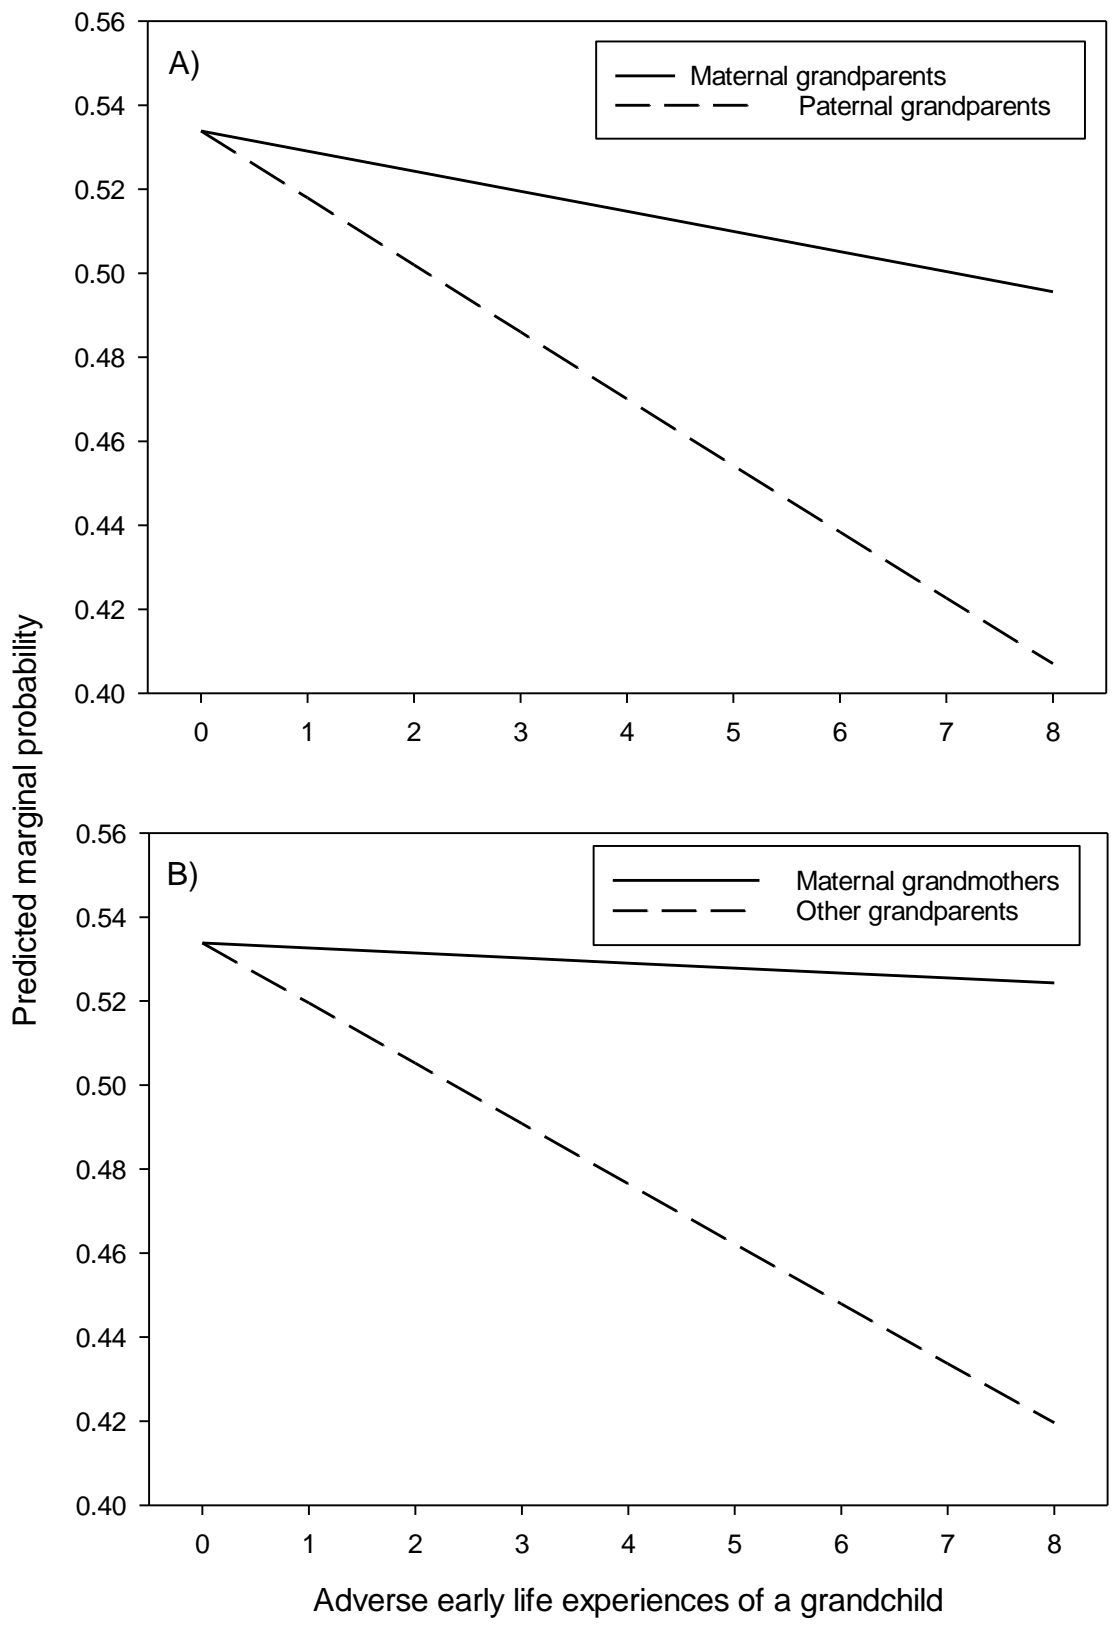 0.56
A)
Maternal grandparents
Paternal grandparents
0.54
0.52
0.50
0.48
0.46
0.44
0.42
0.40
0 1 2 3 4 5 6 7 8
Predicted marginal probability
0.56
B)
Maternal grandmothers
Other grandparents
0.54
0.52
0.50
0.48
0.46
0.44
0.42
0.40
0 1 2 3 4 5 6 7 8
Adverse early life experiences of a grandchild